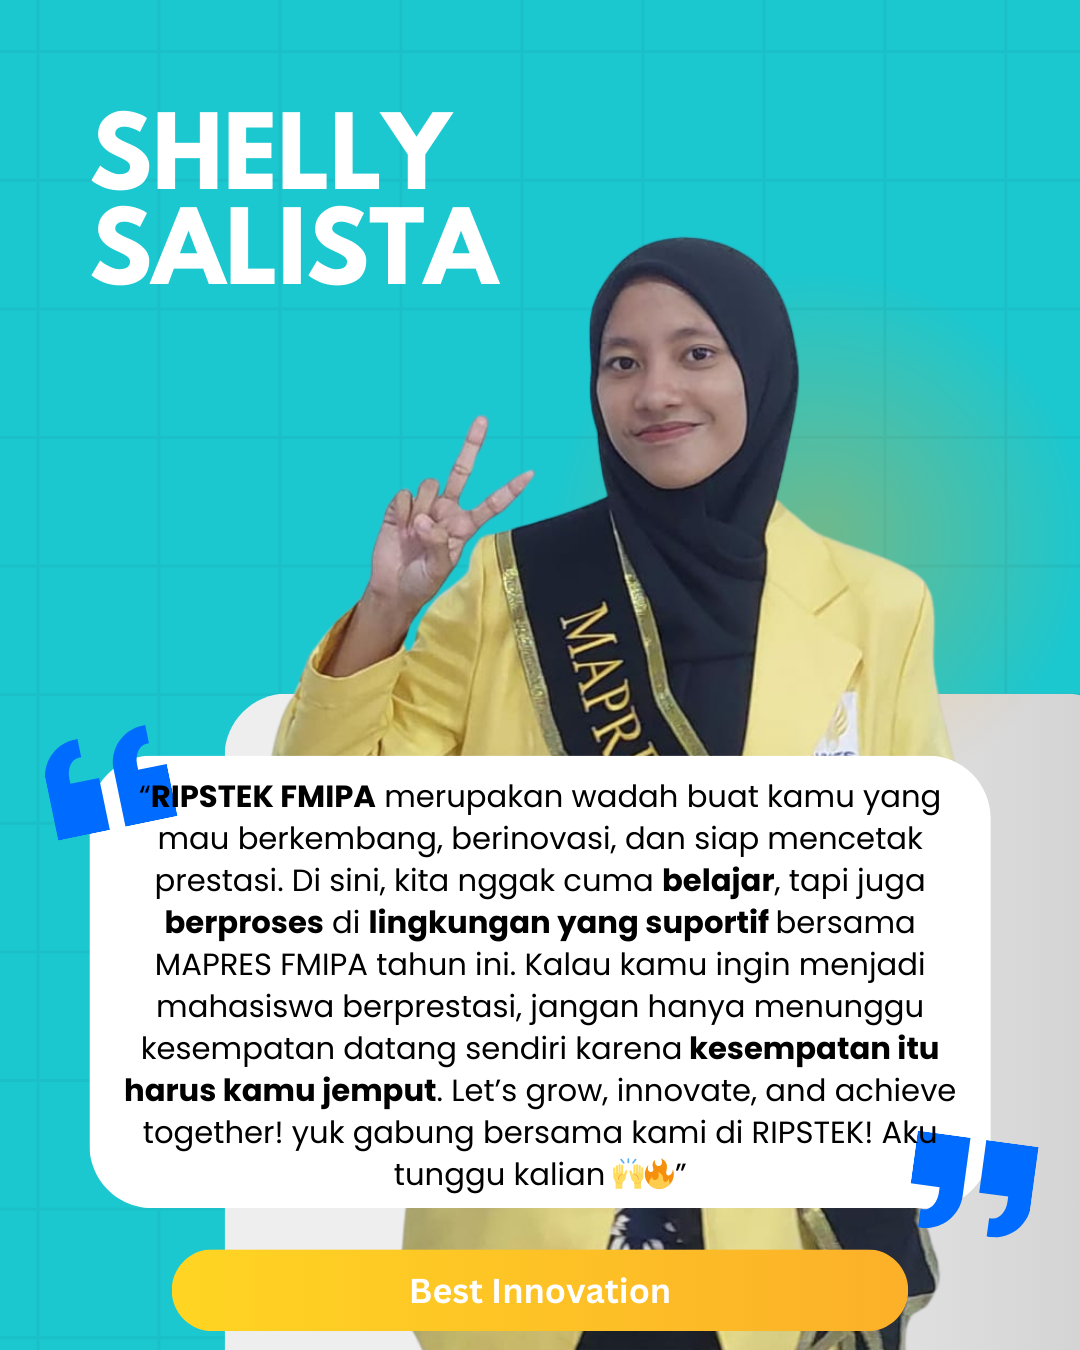 SHELLY
SALISTA
MAPRE
“RIPSTEK FMIPA merupakan wadah buat kamu yang
mau berkembang, berinovasi, dan siap mencetak
prestasi. Di sini, kita nggak cuma belajar, tapi juga
berproses di lingkungan yang suportif bersama
MAPRES FMIPA tahun ini. Kalau kamu ingin menjadi
mahasiswa berprestasi, jangan hanya menunggu
kesempatan datang sendiri karena kesempatan itu
harus kamu jemput. Let’s grow, innovate, and achieve
together! yuk gabung bersama kami di RIPSTEK! Aku
tunggu kalian 🙌🔥”
Best Innovation